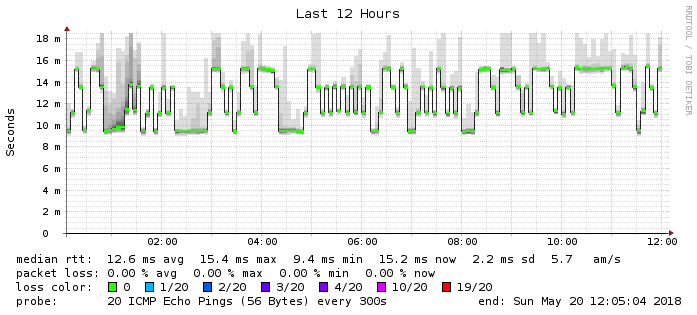 Last 12 Hours
RRDTOOL / TOBI OETIKER
Seconds
18 m
16 m
14 m
12 m
10 m
8 m
6 m
4 m
2 m
0
02:00 04:00 06:00 08:00 10:00 12:00
median rtt: 12.6 ms avg 15.4 ms max 9.4 ms min 15.2 ms now 2.2 ms sd 5.7 am/s
packet loss: 0.00 % avg 0.00 % max 0.00 % min 0.00 % now
loss color: 0 1/20 2/20 3/20 4/20 10/20 19/20
probe: 20 ICMP Echo Pings (56 Bytes) every 300s end: Sun May 20 12:05:04 2018